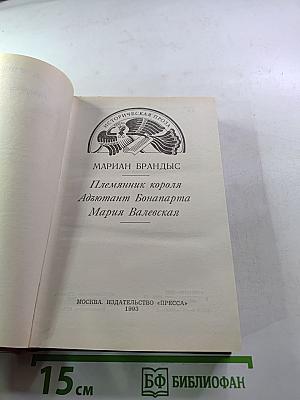 ИСТОРИЧЕСКАЯ ПРОЗА
МАРИАН БРАНДЫС
Племянник короля
Адъютант Бонапарта
Мария Валевская
МОСКВА. ИЗДАТЕЛЬСТВО «ПРЕССА»
1993
15 см
БФ БИБЛИОФАН